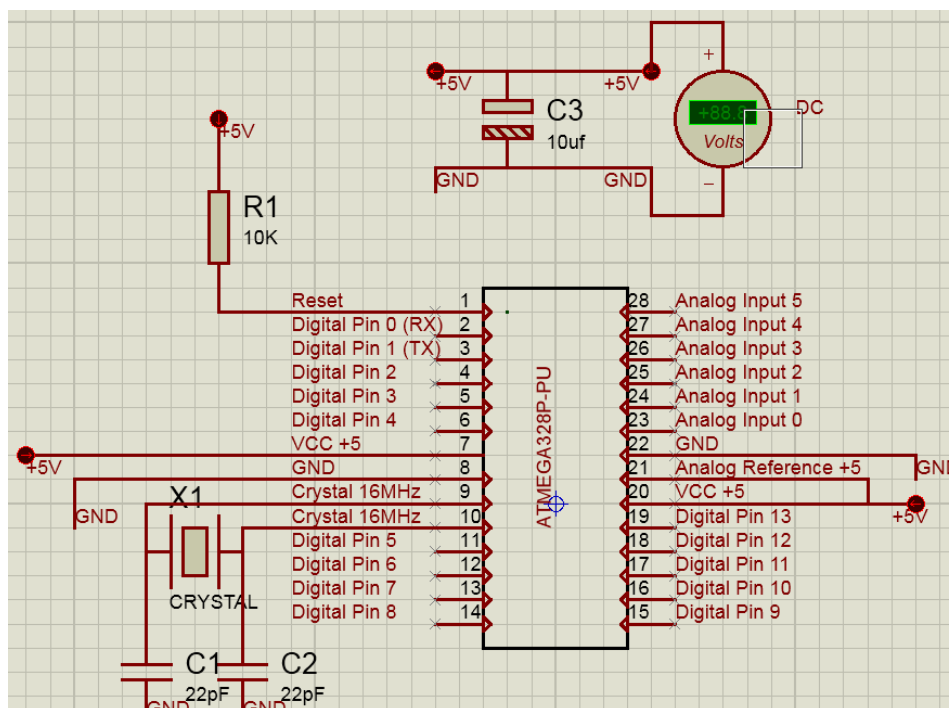 +5V
+5V
+
C3
10uf
+88.8
DC
Volts
GND
GND
–
+5V
R1
10K
Reset 1
Digital Pin 0 (RX) 2
Digital Pin 1 (TX) 3
Digital Pin 2 4
Digital Pin 3 5
Digital Pin 4 6
VCC +5 7
GND 8
Crystal 16MHz 9
Crystal 16MHz 10
Digital Pin 5 11
Digital Pin 6 12
Digital Pin 7 13
Digital Pin 8 14
ATMEGA328P-PU
28 Analog Input 5
27 Analog Input 4
26 Analog Input 3
25 Analog Input 2
24 Analog Input 1
23 Analog Input 0
22 GND
21 Analog Reference +5
20 VCC +5
19 Digital Pin 13
18 Digital Pin 12
17 Digital Pin 11
16 Digital Pin 10
15 Digital Pin 9
+5V
GND
GND
+5V
X1
CRYSTAL
C1
22pF
GND
C2
22pF
GND